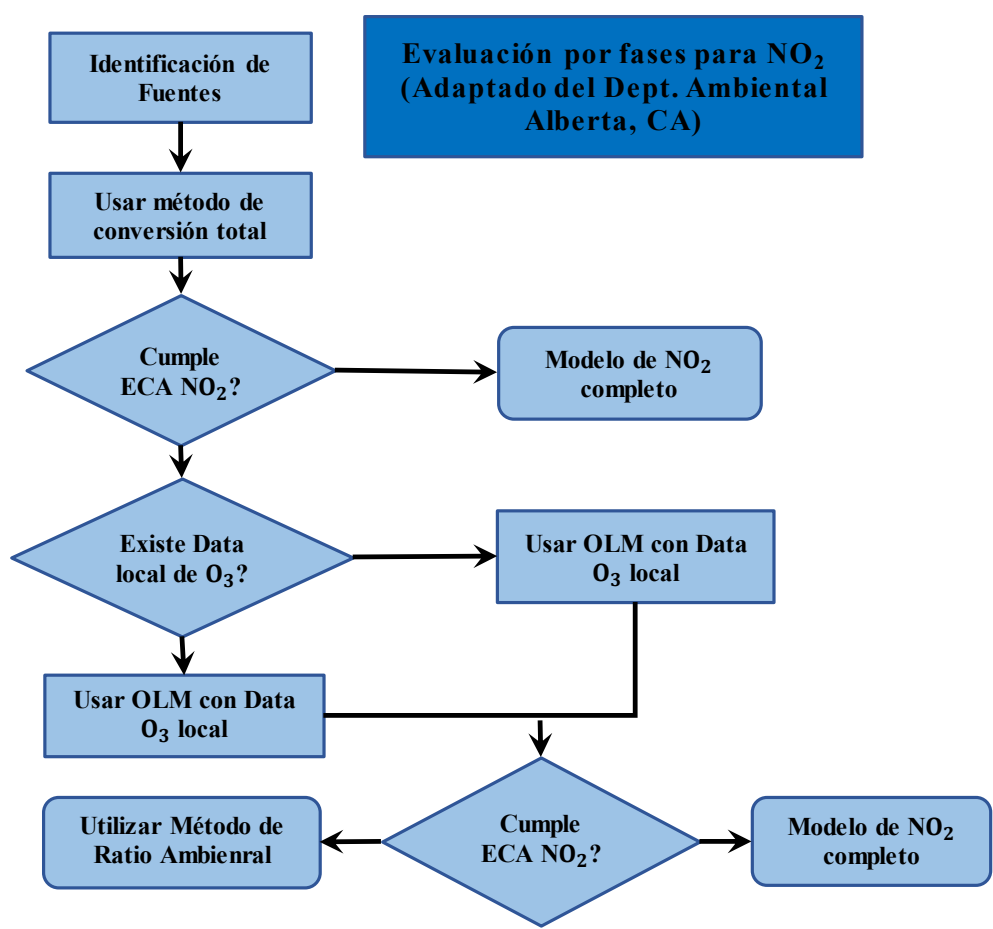 Identificación de
Fuentes
Evaluación por fases para NO₂
(Adaptado del Dept. Ambiental
Alberta, CA)
Usar método de
conversión total
Cumple
ECA NO₂?
Modelo de NO₂
completo
Existe Data
local de O₃?
Usar OLM con Data
O₃ local
Usar OLM con Data
O₃ local
Utilizar Método de
Ratio Ambienral
Cumple
ECA NO₂?
Modelo de NO₂
completo